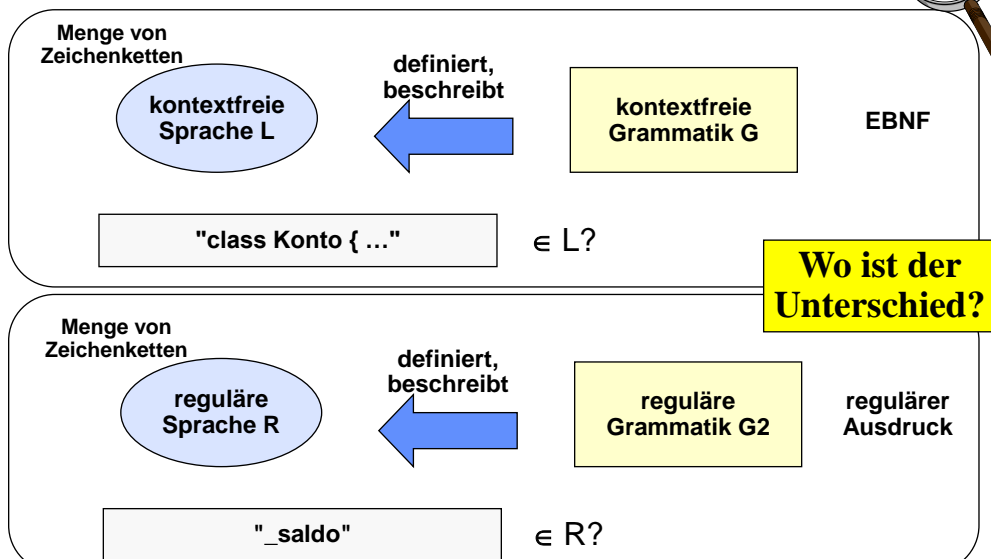 Menge von
Zeichenketten
kontextfreie
Sprache L
definiert,
beschreibt
kontextfreie
Grammatik G
EBNF
"class Konto { …"
∈ L?
Wo ist der
Unterschied?
Menge von
Zeichenketten
reguläre
Sprache R
definiert,
beschreibt
reguläre
Grammatik G2
regulärer
Ausdruck
"_saldo"
∈ R?